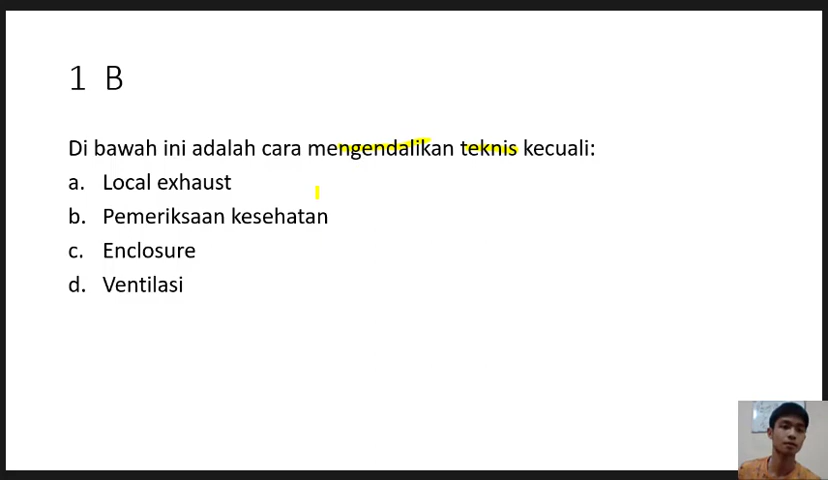 1 B
Di bawah ini adalah cara mengendalikan teknis kecuali:
a. Local exhaust
b. Pemeriksaan kesehatan
c. Enclosure
d. Ventilasi